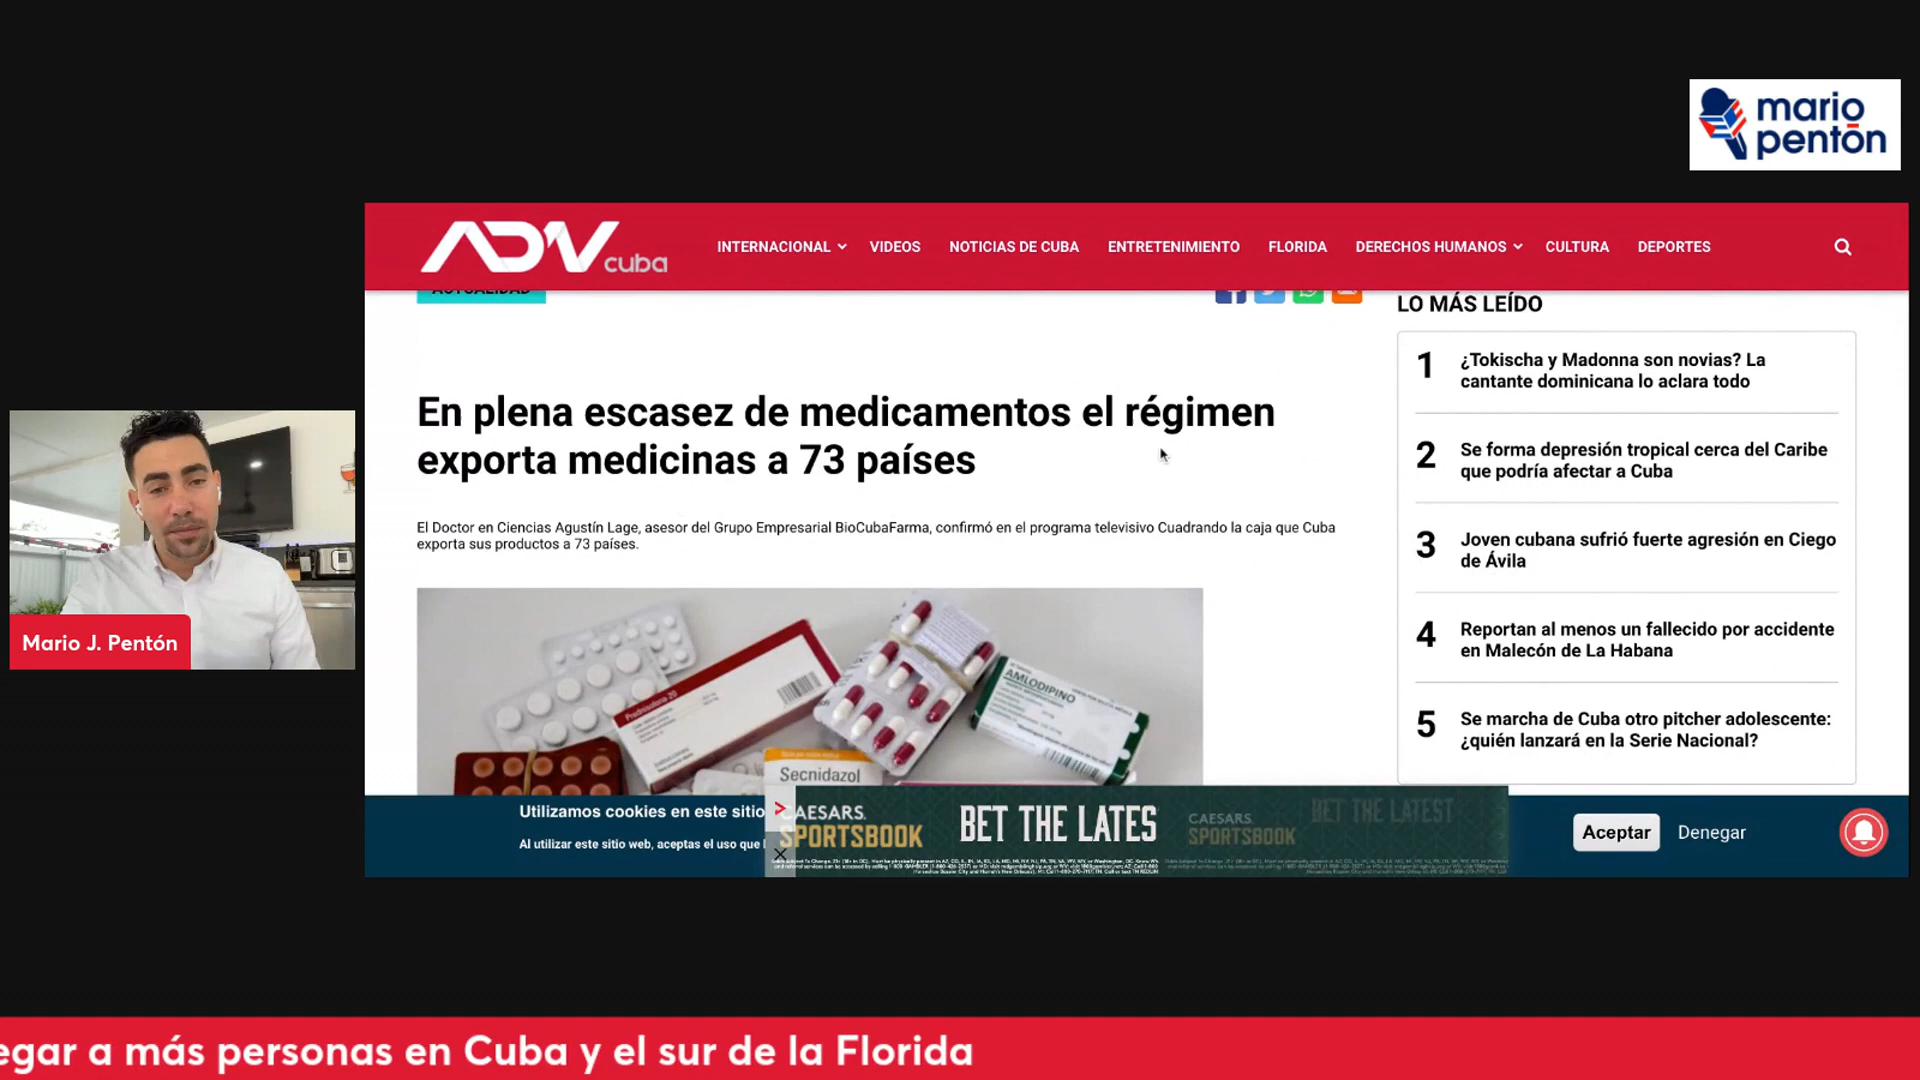 mario
pentón
ADN cuba
INTERNACIONAL
VIDEOS
NOTICIAS DE CUBA
ENTRETENIMIENTO
FLORIDA
DERECHOS HUMANOS
CULTURA
DEPORTES
ACTUALIDAD
En plena escasez de medicamentos el régimen
exporta medicinas a 73 países
El Doctor en Ciencias Agustín Lage, asesor del Grupo Empresarial BioCubaFarma, confirmó en el programa televisivo Cuadrando la caja que Cuba
exporta sus productos a 73 países.
LO MÁS LEÍDO
1
¿Tokischa y Madonna son novias? La
cantante dominicana lo aclara todo
2
Se forma depresión tropical cerca del Caribe
que podría afectar a Cuba
3
Joven cubana sufrió fuerte agresión en Ciego
de Ávila
4
Reportan al menos un fallecido por accidente
en Malecón de La Habana
5
Se marcha de Cuba otro pitcher adolescente:
¿quién lanzará en la Serie Nacional?
Mario J. Pentón
Prednisolona-20
AMLODIPINO
Secnidazol
Utilizamos cookies en este sitio
Al utilizar este sitio web, aceptas el uso que
CAESARS
SPORTSBOOK
BET THE LATES
CAESARS
SPORTSBOOK
BET THE LATEST
Aceptar
Denegar
egar a más personas en Cuba y el sur de la Florida